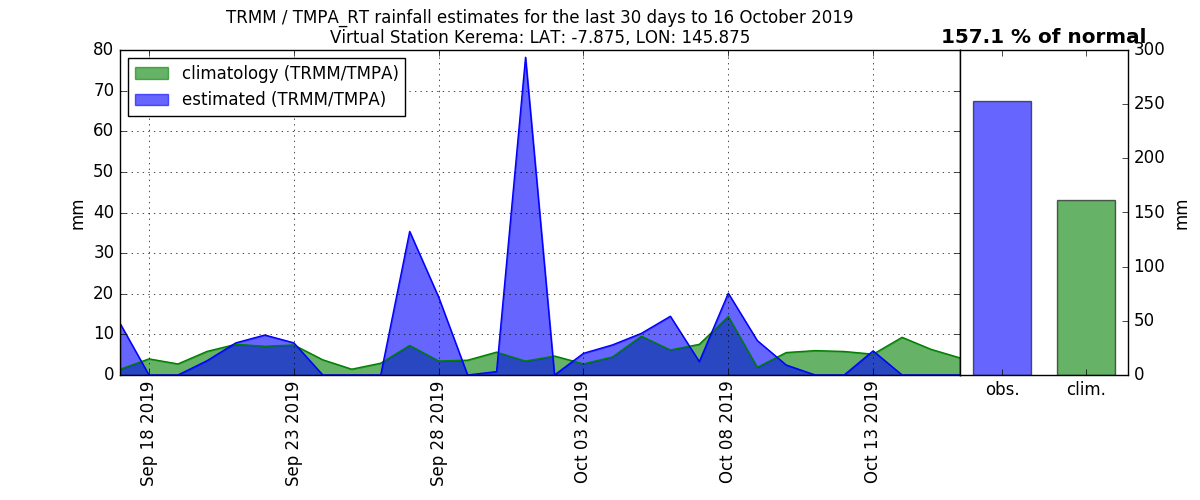 TRMM / TMPA_RT rainfall estimates for the last 30 days to 16 October 2019
Virtual Station Kerema: LAT: -7.875, LON: 145.875
157.1 % of normal
climatology (TRMM/TMPA)
estimated (TRMM/TMPA)
80
70
60
50
40
30
20
10
0
mm
Sep 18 2019
Sep 23 2019
Sep 28 2019
Oct 03 2019
Oct 08 2019
Oct 13 2019
300
250
200
150
100
50
0
mm
obs.
clim.